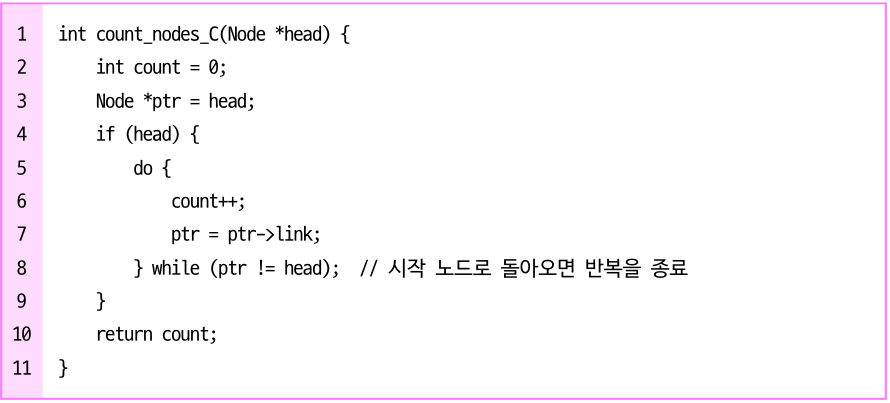 1 int count_nodes_C(Node *head) {
2 int count = 0;
3 Node *ptr = head;
4 if (head) {
5 do {
6 count++;
7 ptr = ptr->link;
8 } while (ptr != head); // 시작 노드로 돌아오면 반복을 종료
9 }
10 return count;
11 }